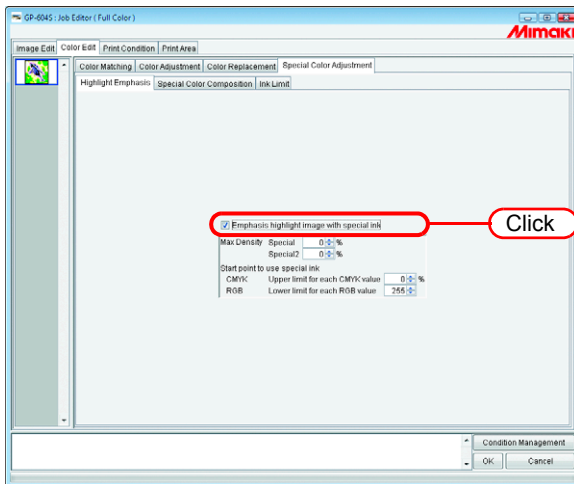 GP-604S : Job Editor ( Full Color )
Mimaki
Image Edit Color Edit Print Condition Print Area
Color Matching Color Adjustment Color Replacement Special Color Adjustment
Highlight Emphasis Special Color Composition Ink Limit
Emphasis highlight image with special ink
Click
Max Density Special 0 %
Special2 0 %
Start point to use special ink
CMYK Upper limit for each CMYK value 0 %
RGB Lower limit for each RGB value 255
Condition Management
OK Cancel